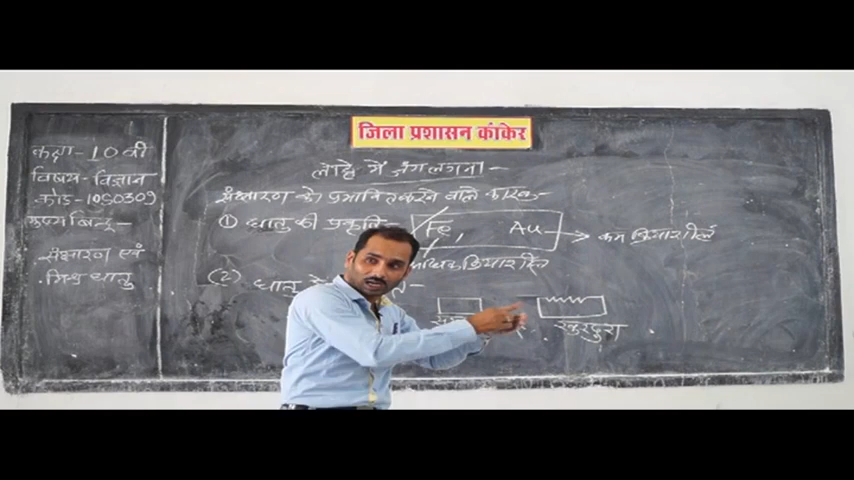 जिला प्रशासन कांकेर
कक्षा - 10 वी
विषय - विज्ञान
कोड - 1050309
मुख्य बिन्दु -
संक्षारण एवं
मिश्र धातु
लोहे में जंग लगना -
संक्षारण को प्रभावित करने वाले कारक -
① धातु की प्रकृति - Fe, Au → कम क्रियाशील
अधिक क्रियाशील
(2) धातु
खुरदुरा